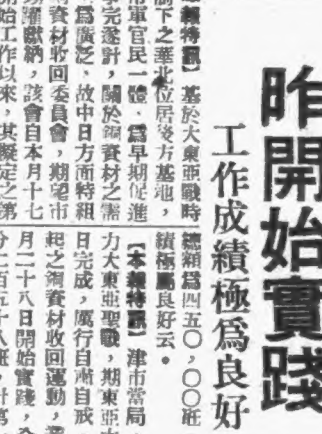 昨開始實踐
工作成績極爲良好
報特訊】基於大東亞戰時
制下之華北位居後方基地，
軍官民一體、爲早期促進
完遂計，關於銅資材之需
爲廣泛、故中日方面特組
資材收回委員會，期望市
踴躍獻納，該會自本月十七
開始工作以來，其擬定之第
總額爲四五〇，〇〇瓩
績極爲良好云。
【本報特訊】津市當局
力大東亞聖戰，期東亞
日完成，厲行自肅自戒
起之銅資材收回運動，業
月二十八日開始實踐，全
分二百五十八班，計第